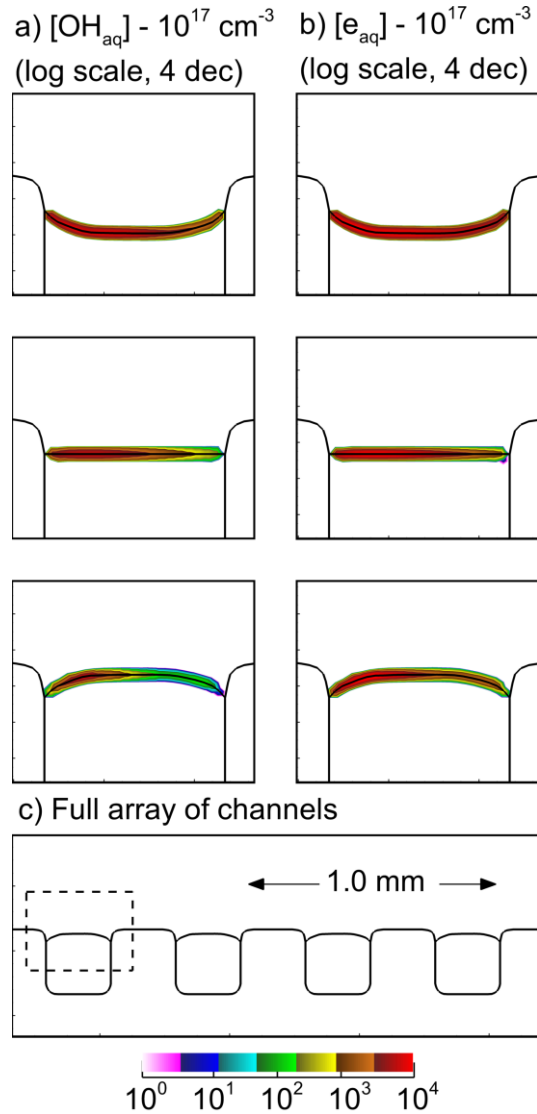 a) [OH_aq] - 10^17 cm^-3
(log scale, 4 dec)
b) [e_aq] - 10^17 cm^-3
(log scale, 4 dec)
c) Full array of channels
1.0 mm
10^0 10^1 10^2 10^3 10^4